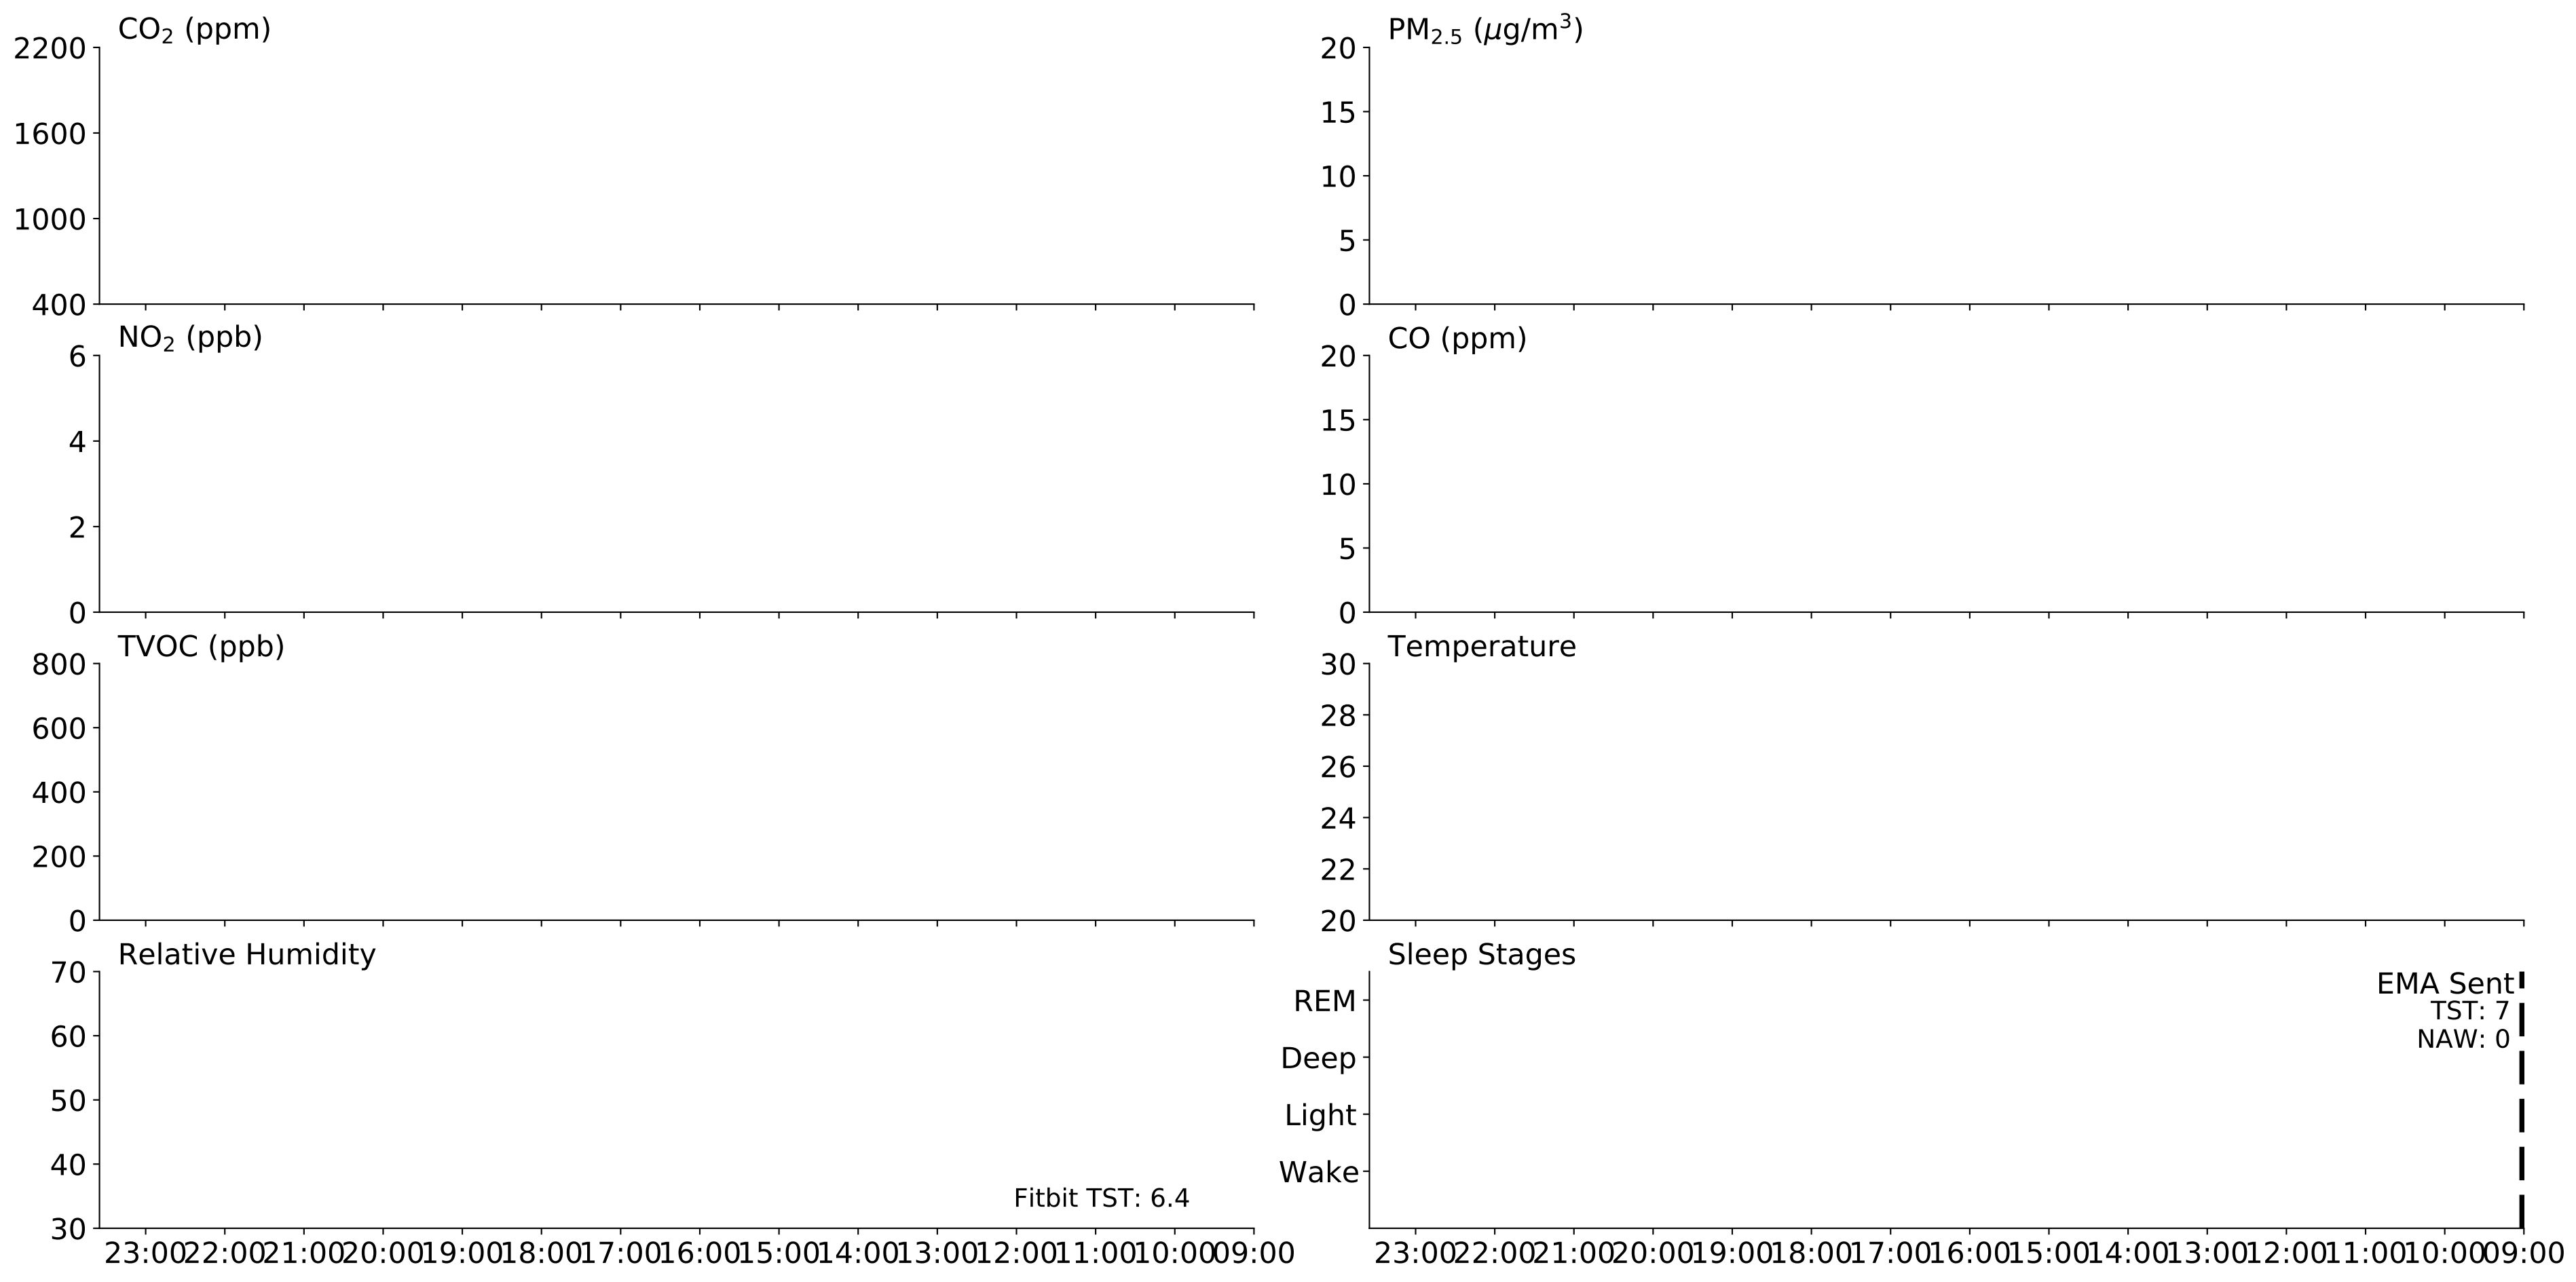 CO₂ (ppm)
2200
1600
1000
400
PM₂.₅ (μg/m³)
20
15
10
5
0
NO₂ (ppb)
6
4
2
0
CO (ppm)
20
15
10
5
0
TVOC (ppb)
800
600
400
200
0
Temperature
30
28
26
24
22
20
Relative Humidity
70
60
50
40
30
Fitbit TST: 6.4
23:00 22:00 21:00 20:00 19:00 18:00 17:00 16:00 15:00 14:00 13:00 12:00 11:00 10:00 09:00
Sleep Stages
REM
Deep
Light
Wake
EMA Sent
TST: 7
NAW: 0
23:00 22:00 21:00 20:00 19:00 18:00 17:00 16:00 15:00 14:00 13:00 12:00 11:00 10:00 09:00